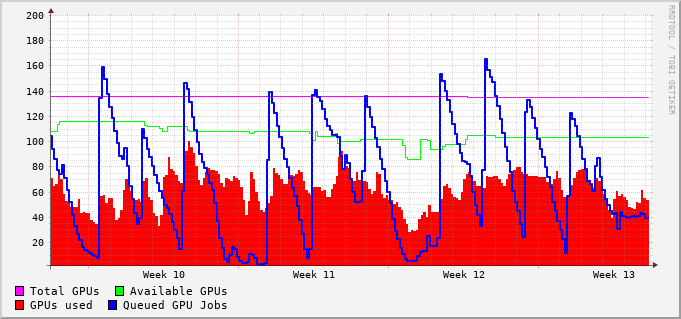 200
180
160
140
120
100
80
60
40
20
Week 10 Week 11 Week 12 Week 13
Total GPUs Available GPUs
GPUs used Queued GPU Jobs
RRDTOOL / TOBI OETIKER